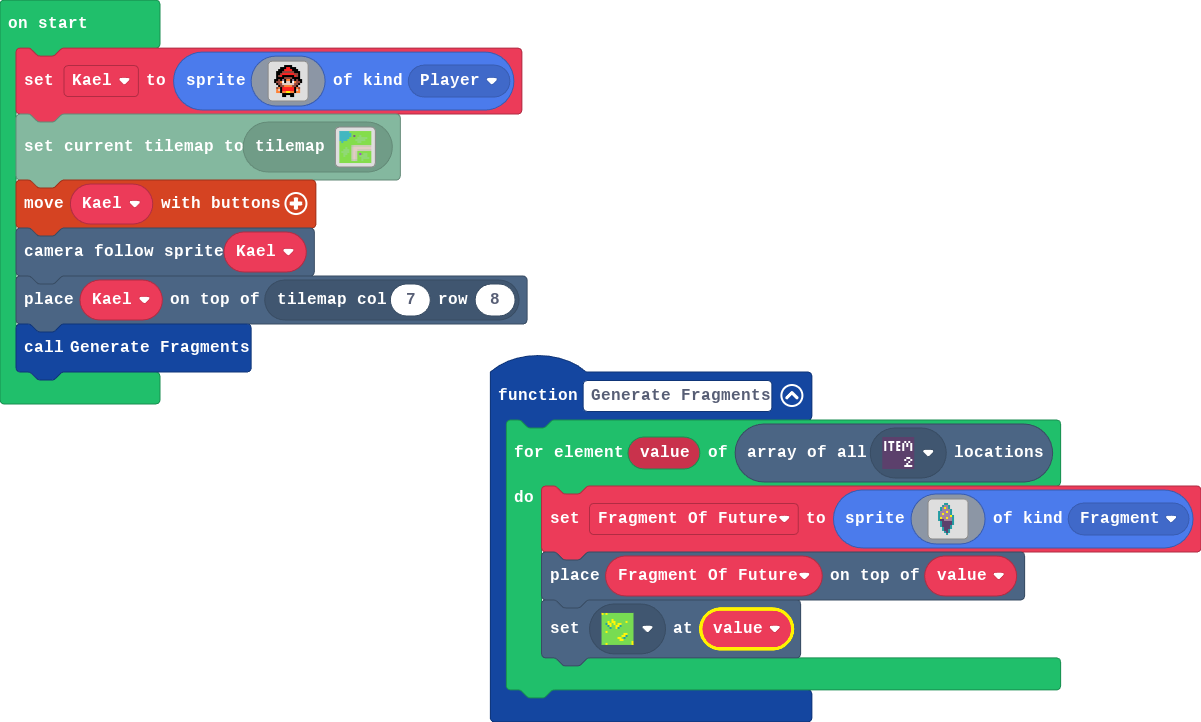 on start
set Kael to sprite of kind Player
set current tilemap to tilemap
move Kael with buttons
camera follow sprite Kael
place Kael on top of tilemap col 7 row 8
call Generate Fragments
function Generate Fragments
for element value of array of all ITEM 2 locations
do
set Fragment Of Future to sprite of kind Fragment
place Fragment Of Future on top of value
set at value